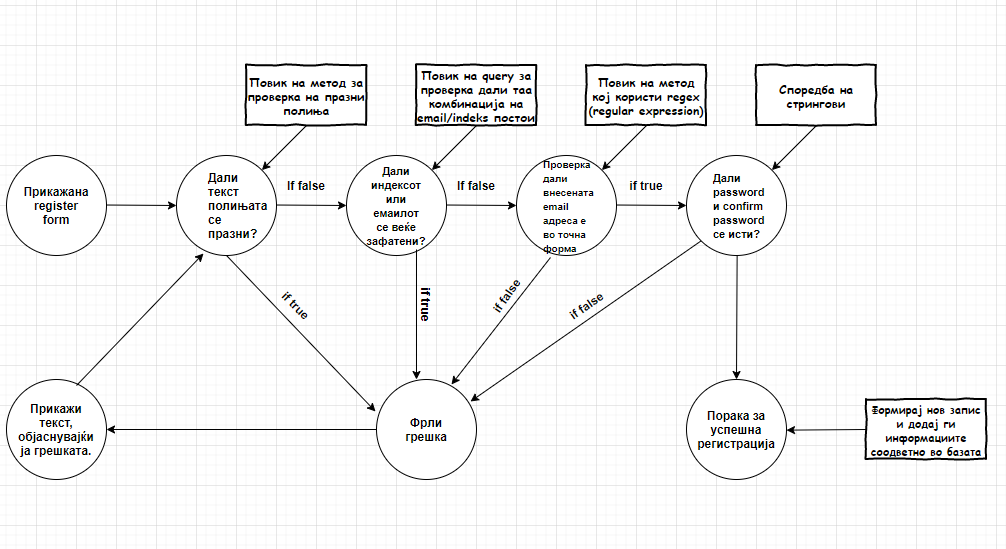 Повик на метод за
проверка на празни
полиња
Повик на query за
проверка дали таа
комбинација на
email/indeks постои
Повик на метод
кој користи regex
(regular expression)
Споредба на
стрингови
Прикажана
register
form
Дали
текст
полињата
се
празни?
If false
Дали
индексот
или
емаилот
се веќе
зафатени?
If false
Проверка
дали
внесената
email
адреса е
во точна
форма
if true
Дали
password
и confirm
password
се исти?
if true
if true
if false
if false
Прикажи
текст,
објаснувајќи
ја грешката.
Фрли
грешка
Порака за
успешна
регистрација
Формирај нов запис
и додај ги
информациите
соодветно во базата